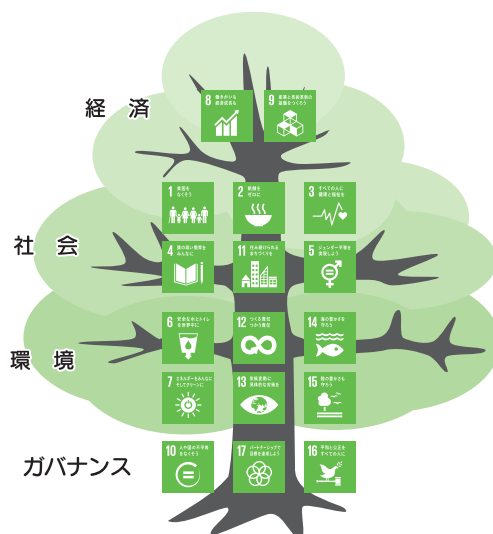 経 済
8 働きがいも
経済成長も
9 産業と技術革新の
基盤をつくろう
1 貧困を
なくそう
2 飢餓を
ゼロに
3 すべての人に
健康と福祉を
社 会
4 質の高い教育を
みんなに
11 住み続けられる
まちづくりを
5 ジェンダー平等を
実現しよう
環 境
6 安全な水とトイレ
を世界中に
12 つくる責任
つかう責任
14 海の豊かさを
守ろう
7 エネルギーをみんなに
そしてクリーンに
13 気候変動に
具体的な対策を
15 陸の豊かさも
守ろう
ガバナンス
10 人や国の不平等
をなくそう
17 パートナーシップで
目標を達成しよう
16 平和と公正を
すべての人に